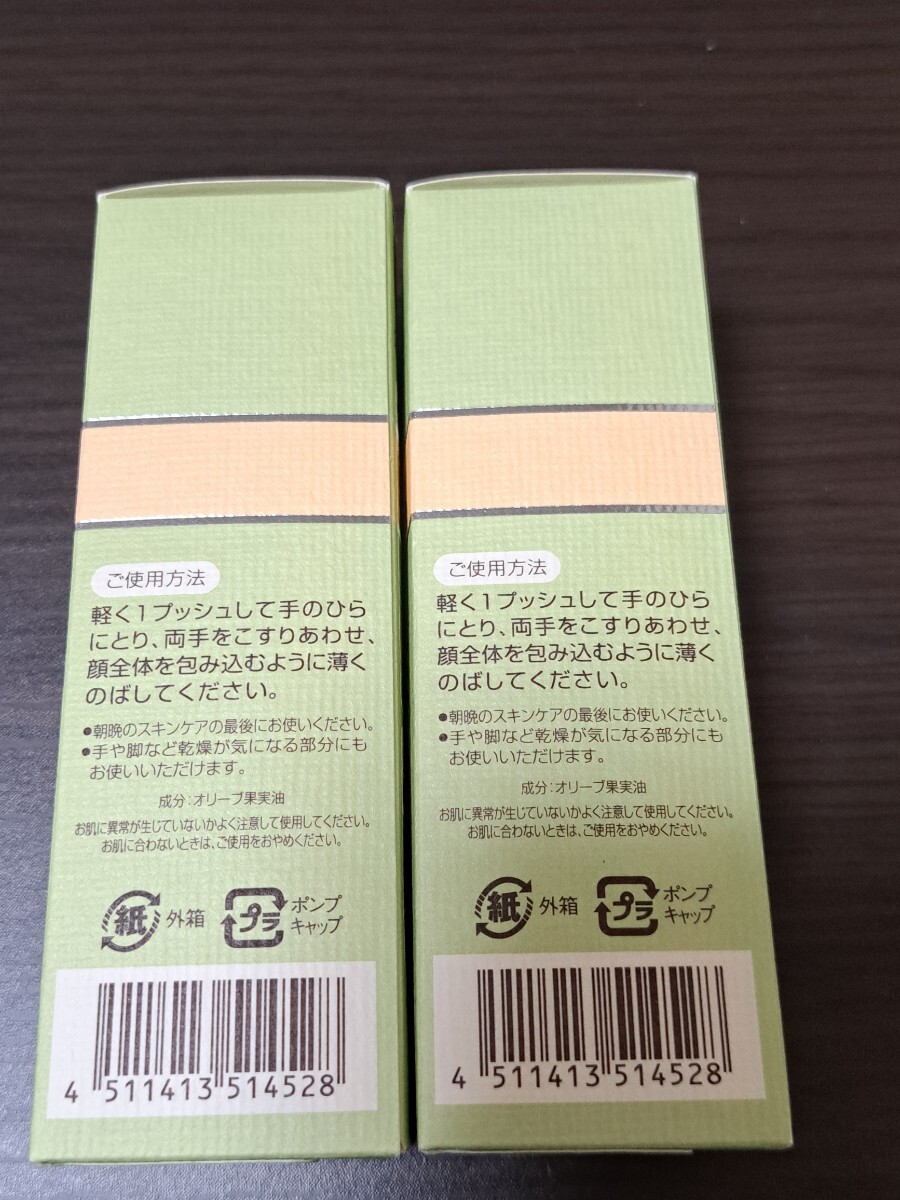 ご使用方法
軽く1プッシュして手のひら
にとり、両手をこすりあわせ、
顔全体を包み込むように薄く
のばしてください。
●朝晩のスキンケアの最後にお使いください。
●手や脚など乾燥が気になる部分にも
お使いいただけます。
成分:オリーブ果実油
お肌に異常が生じていないかよく注意して使用してください。
お肌に合わないときは、ご使用をおやめください。
紙 外箱 プラ ポンプ
キャップ
4 511413 514528
ご使用方法
軽く1プッシュして手のひら
にとり、両手をこすりあわせ、
顔全体を包み込むように薄く
のばしてください。
●朝晩のスキンケアの最後にお使いください。
●手や脚など乾燥が気になる部分にも
お使いいただけます。
成分:オリーブ果実油
お肌に異常が生じていないかよく注意して使用してください。
お肌に合わないときは、ご使用をおやめください。
紙 外箱 プラ ポンプ
キャップ
4 511413 514528